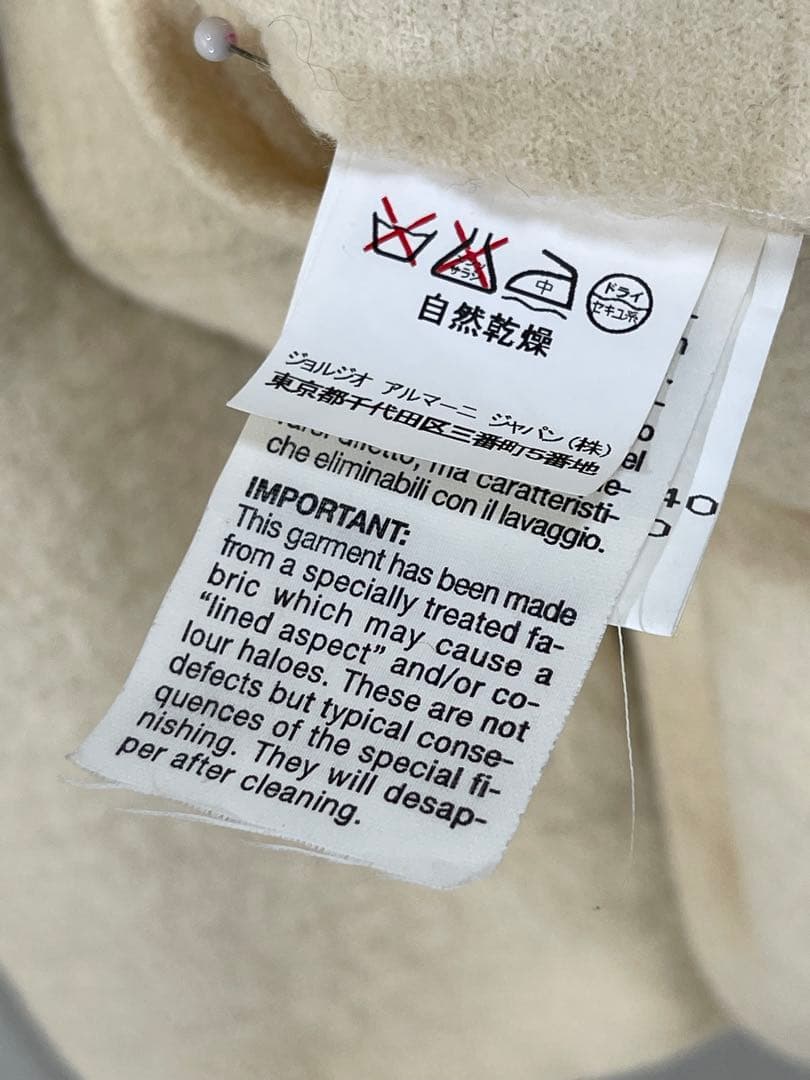 中
ドライ
セキユ系
自然乾燥
ジョルジオ アルマーニ ジャパン(株)
東京都千代田区三番町5番地
che eliminabili con il lavaggio.
IMPORTANT:
This garment has been made
from a specially treated fa-
bric which may cause a
“lined aspect” and/or co-
lour haloes. These are not
defects but typical conse-
quences of the special fi-
nishing. They will desap-
per after cleaning.
40